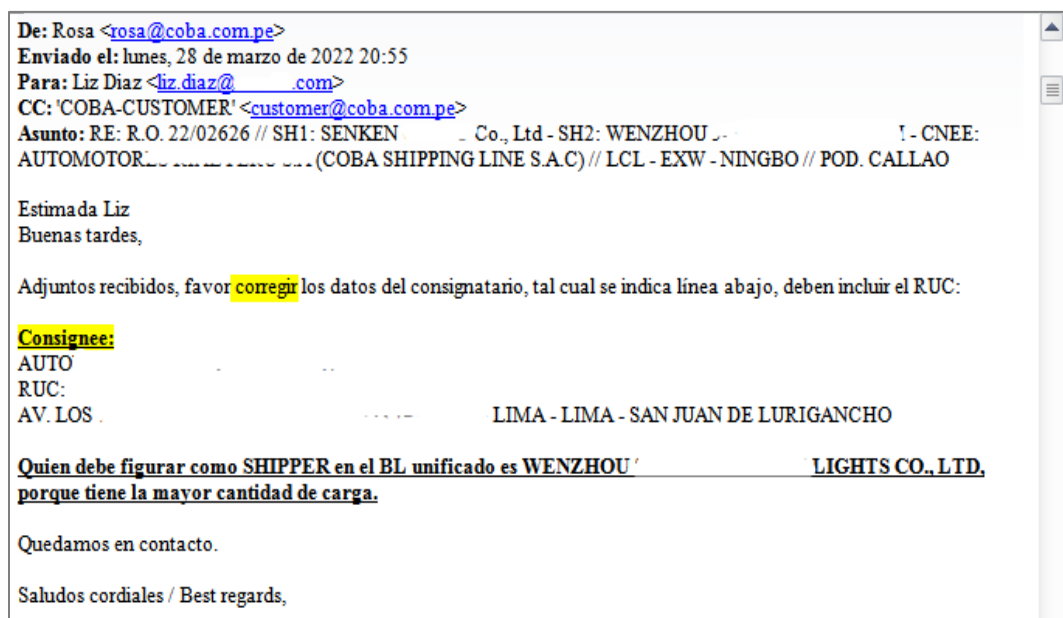 De: Rosa <rosa@coba.com.pe>
Enviado el: lunes, 28 de marzo de 2022 20:55
Para: Liz Diaz <liz.diaz@ .com>
CC: 'COBA-CUSTOMER' <customer@coba.com.pe>
Asunto: RE: R.O. 22/02626 // SH1: SENKEN Co., Ltd - SH2: WENZHOU - CNEE:
(COBA SHIPPING LINE S.A.C) // LCL - EXW - NINGBO // POD. CALLAO
Estimada Liz
Buenas tardes,
Adjuntos recibidos, favor corregir los datos del consignatario, tal cual se indica línea abajo, deben incluir el RUC:
Consignee:
AUTO
RUC:
AV. LOS LIMA - LIMA - SAN JUAN DE LURIGANCHO
Quien debe figurar como SHIPPER en el BL unificado es WENZHOU LIGHTS CO., LTD,
porque tiene la mayor cantidad de carga.
Quedamos en contacto.
Saludos cordiales / Best regards,